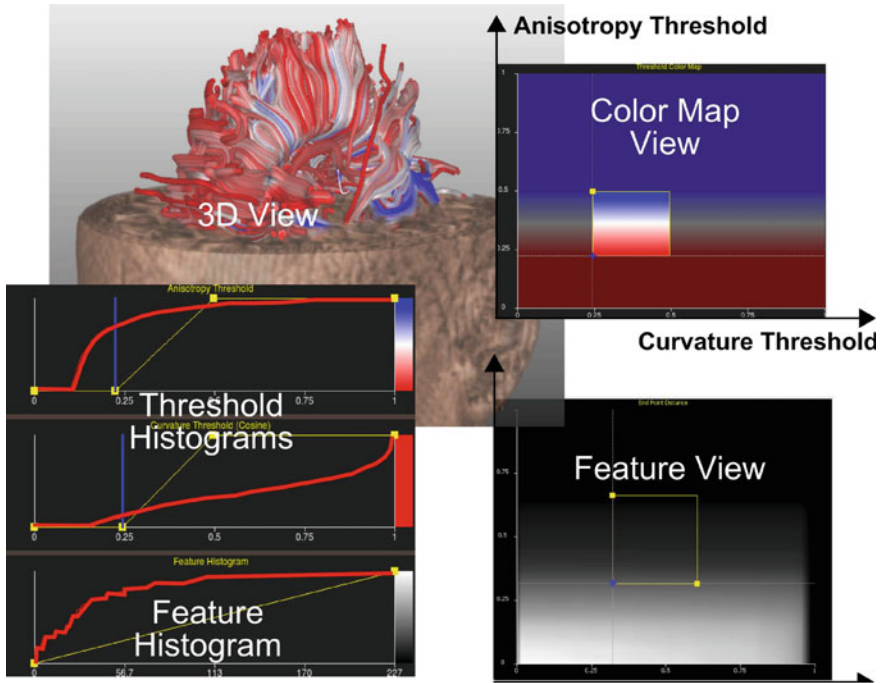 Anisotropy Threshold
Threshold Color Map
1
0.75
0.5
0.25
0
0.25
0.5
0.75
1
Color Map
View
Curvature Threshold
3D View
Anisotropy Threshold
0
0.25
0.5
0.75
1
Threshold
Histograms
Curvature Threshold (Cosine)
0
0.25
0.5
0.75
1
Feature Histogram
0
56.7
113
170
227
Feature
Histogram
End Point Distance
0.75
0.5
0.25
0
0
0.25
0.5
0.75
1
Feature View